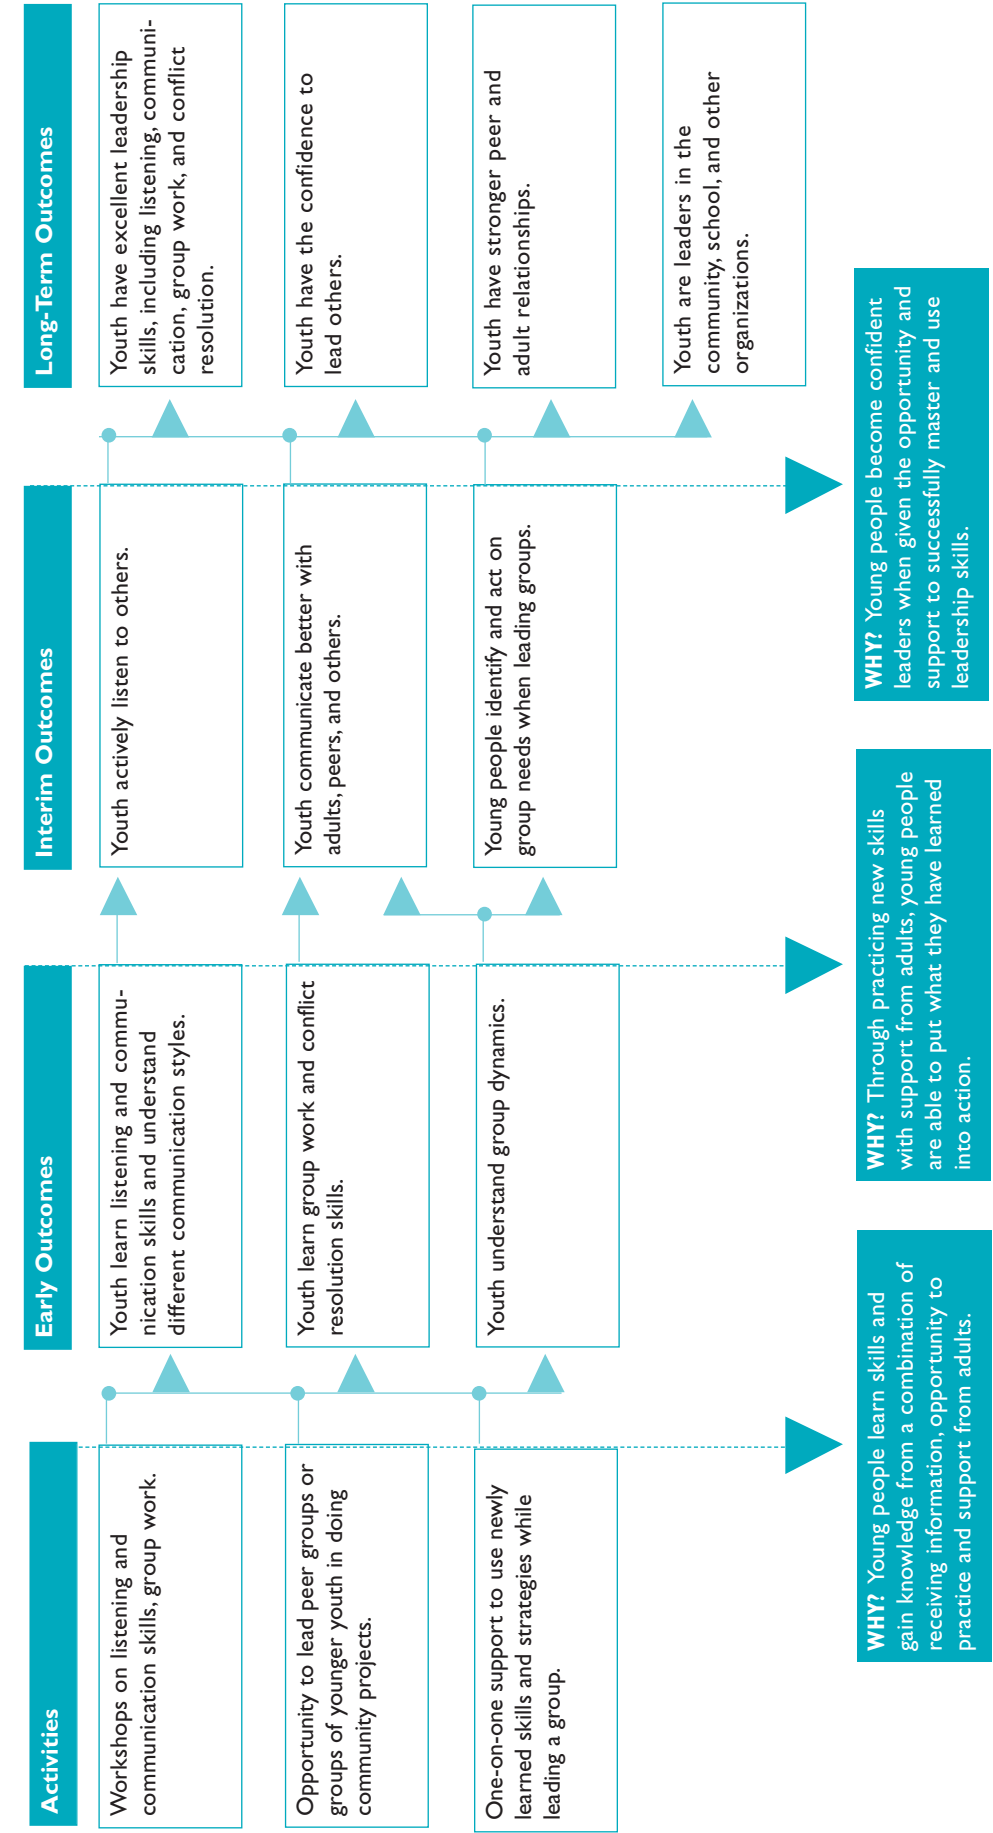 Activities
Workshops on listening and
communication skills, group work.
Opportunity to lead peer groups or
groups of younger youth in doing
community projects.
One-on-one support to use newly
learned skills and strategies while
leading a group.
WHY? Young people learn skills and
gain knowledge from a combination of
receiving information, opportunity to
practice and support from adults.
Early Outcomes
Youth learn listening and commu-
nication skills and understand
different communication styles.
Youth learn group work and conflict
resolution skills.
Youth understand group dynamics.
WHY? Through practicing new skills
with support from adults, young people
are able to put what they have learned
into action.
Interim Outcomes
Youth actively listen to others.
Youth communicate better with
adults, peers, and others.
Young people identify and act on
group needs when leading groups.
WHY? Young people become confident
leaders when given the opportunity and
support to successfully master and use
leadership skills.
Long-Term Outcomes
Youth have excellent leadership
skills, including listening, communi-
cation, group work, and conflict
resolution.
Youth have the confidence to
lead others.
Youth have stronger peer and
adult relationships.
Youth are leaders in the
community, school, and other
organizations.